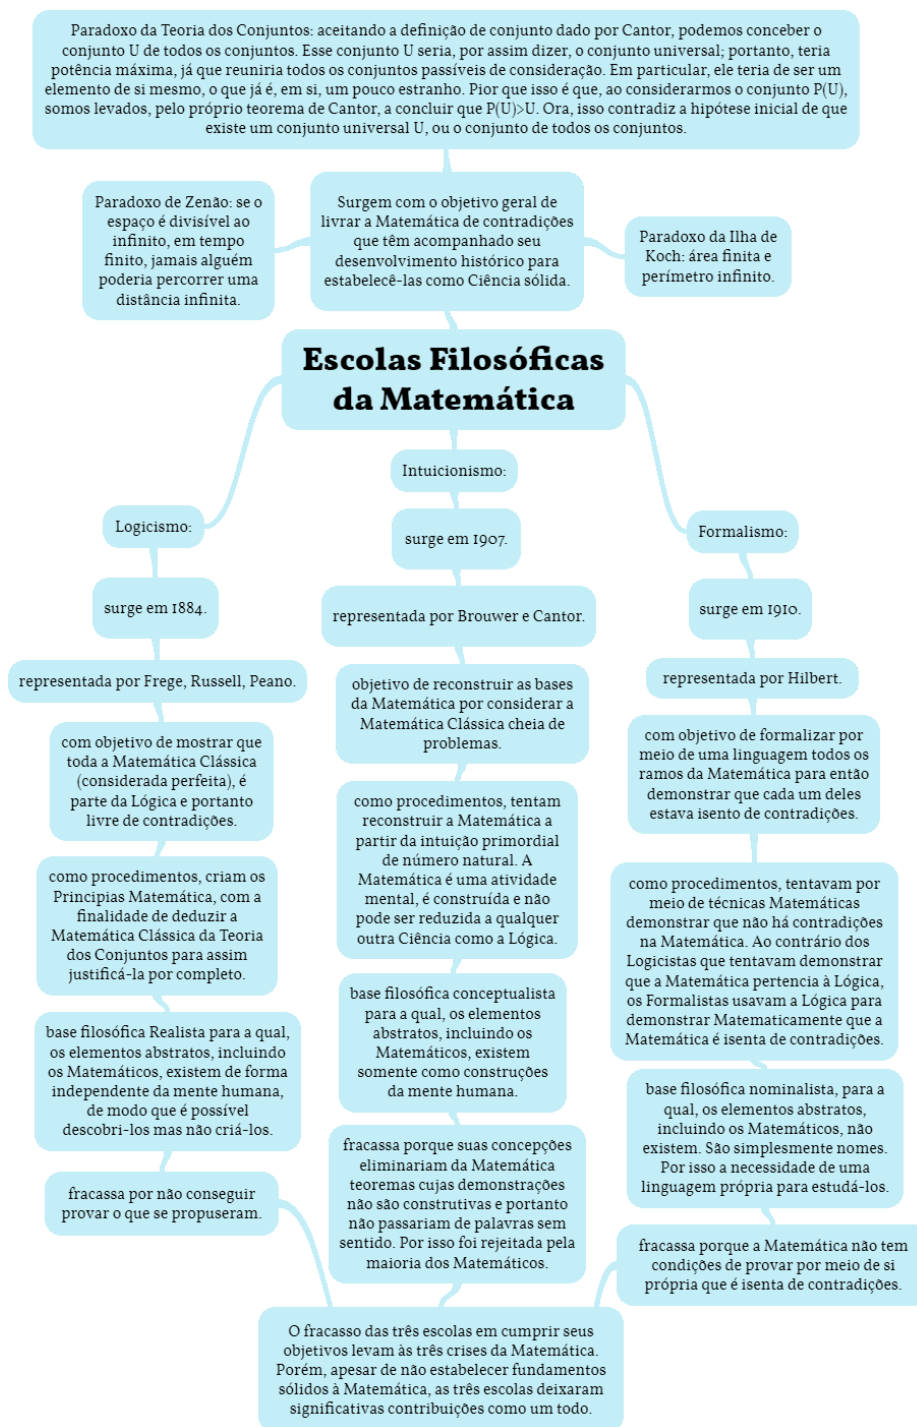 Paradoxo da Teoria dos Conjuntos: aceitando a definição de conjunto dado por Cantor, podemos conceber o
conjunto U de todos os conjuntos. Esse conjunto U seria, por assim dizer, o conjunto universal; portanto, teria
potência máxima, já que reuniria todos os conjuntos passíveis de consideração. Em particular, ele teria de ser um
elemento de si mesmo, o que já é, em si, um pouco estranho. Pior que isso é que, ao considerarmos o conjunto P(U),
somos levados, pelo próprio teorema de Cantor, a concluir que P(U)>U. Ora, isso contradiz a hipótese inicial de que
existe um conjunto universal U, ou o conjunto de todos os conjuntos.
Paradoxo de Zenão: se o
espaço é divisível ao
infinito, em tempo
finito, jamais alguém
poderia percorrer uma
distância infinita.
Surgem com o objetivo geral de
livrar a Matemática de contradições
que têm acompanhado seu
desenvolvimento histórico para
estabelecê-las como Ciência sólida.
Paradoxo da Ilha de
Koch: área finita e
perímetro infinito.
Escolas Filosóficas
da Matemática
Logicismo:
surge em 1884.
representada por Frege, Russell, Peano.
com objetivo de mostrar que
toda a Matemática Clássica
(considerada perfeita), é
parte da Lógica e portanto
livre de contradições.
como procedimentos, criam os
Principias Matemática, com a
finalidade de deduzir a
Matemática Clássica da Teoria
dos Conjuntos para assim
justificá-la por completo.
base filosófica Realista para a qual,
os elementos abstratos, incluindo
os Matemáticos, existem de forma
independente da mente humana,
de modo que é possível
descobri-los mas não criá-los.
fracassa por não conseguir
provar o que se propuseram.
Intuicionismo:
surge em 1907.
representada por Brouwer e Cantor.
objetivo de reconstruir as bases
da Matemática por considerar a
Matemática Clássica cheia de
problemas.
como procedimentos, tentam
reconstruir a Matemática a
partir da intuição primordial
de número natural. A
Matemática é uma atividade
mental, é construída e não
pode ser reduzida a qualquer
outra Ciência como a Lógica.
base filosófica conceptualista
para a qual, os elementos
abstratos, incluindo os
Matemáticos, existem
somente como construções
da mente humana.
fracassa porque suas concepções
eliminariam da Matemática
teoremas cujas demonstrações
não são construtivas e portanto
não passariam de palavras sem
sentido. Por isso foi rejeitada pela
maioria dos Matemáticos.
Formalismo:
surge em 1910.
representada por Hilbert.
com objetivo de formalizar por
meio de uma linguagem todos os
ramos da Matemática para então
demonstrar que cada um deles
estava isento de contradições.
como procedimentos, tentavam por
meio de técnicas Matemáticas
demonstrar que não há contradições
na Matemática. Ao contrário dos
Logicistas que tentavam demonstrar
que a Matemática pertencia à Lógica,
os Formalistas usavam a Lógica para
demonstrar Matematicamente que a
Matemática é isenta de contradições.
base filosófica nominalista, para a
qual, os elementos abstratos,
incluindo os Matemáticos, não
existem. São simplesmente nomes.
Por isso a necessidade de uma
linguagem própria para estudá-los.
fracassa porque a Matemática não tem
condições de provar por meio de si
própria que é isenta de contradições.
O fracasso das três escolas em cumprir seus
objetivos levam às três crises da Matemática.
Porém, apesar de não estabelecer fundamentos
sólidos à Matemática, as três escolas deixaram
significativas contribuições como um todo.